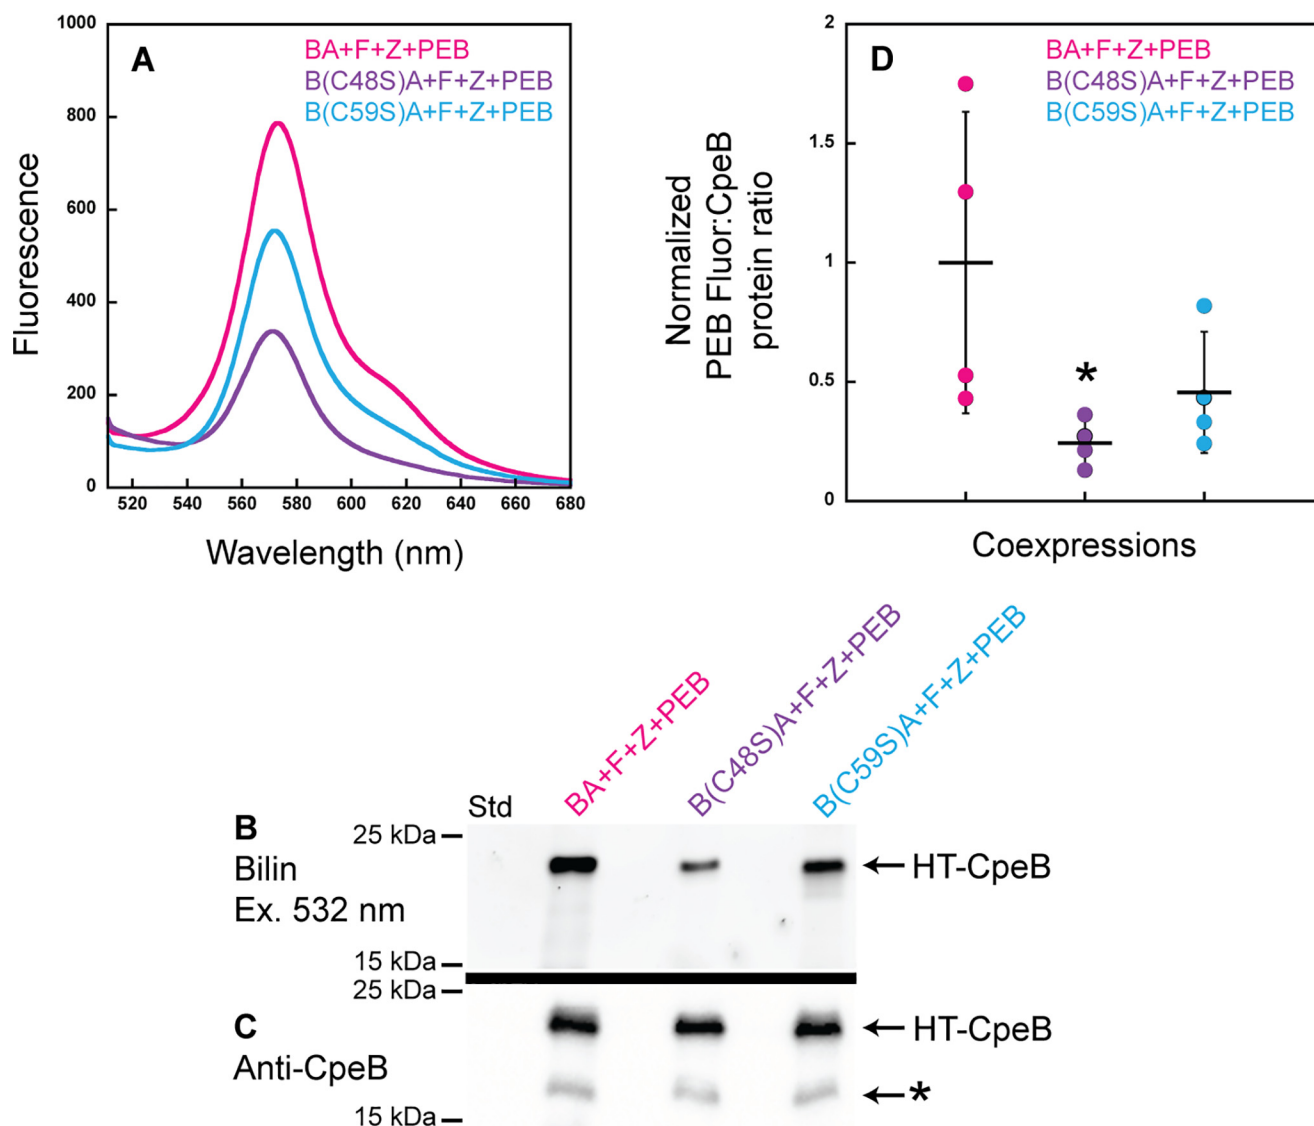 A
BA+F+Z+PEB
B(C48S)A+F+Z+PEB
B(C59S)A+F+Z+PEB
1000
800
600
400
200
0
Fluorescence
520 540 560 580 600 620 640 660 680
Wavelength (nm)
D
BA+F+Z+PEB
B(C48S)A+F+Z+PEB
B(C59S)A+F+Z+PEB
2
1.5
1
0.5
0
Normalized
PEB Fluor:CpeB
protein ratio
*
Coexpressions
Std
BA+F+Z+PEB
B(C48S)A+F+Z+PEB
B(C59S)A+F+Z+PEB
B
Bilin
Ex. 532 nm
25 kDa
15 kDa
HT-CpeB
C
Anti-CpeB
25 kDa
15 kDa
HT-CpeB
*